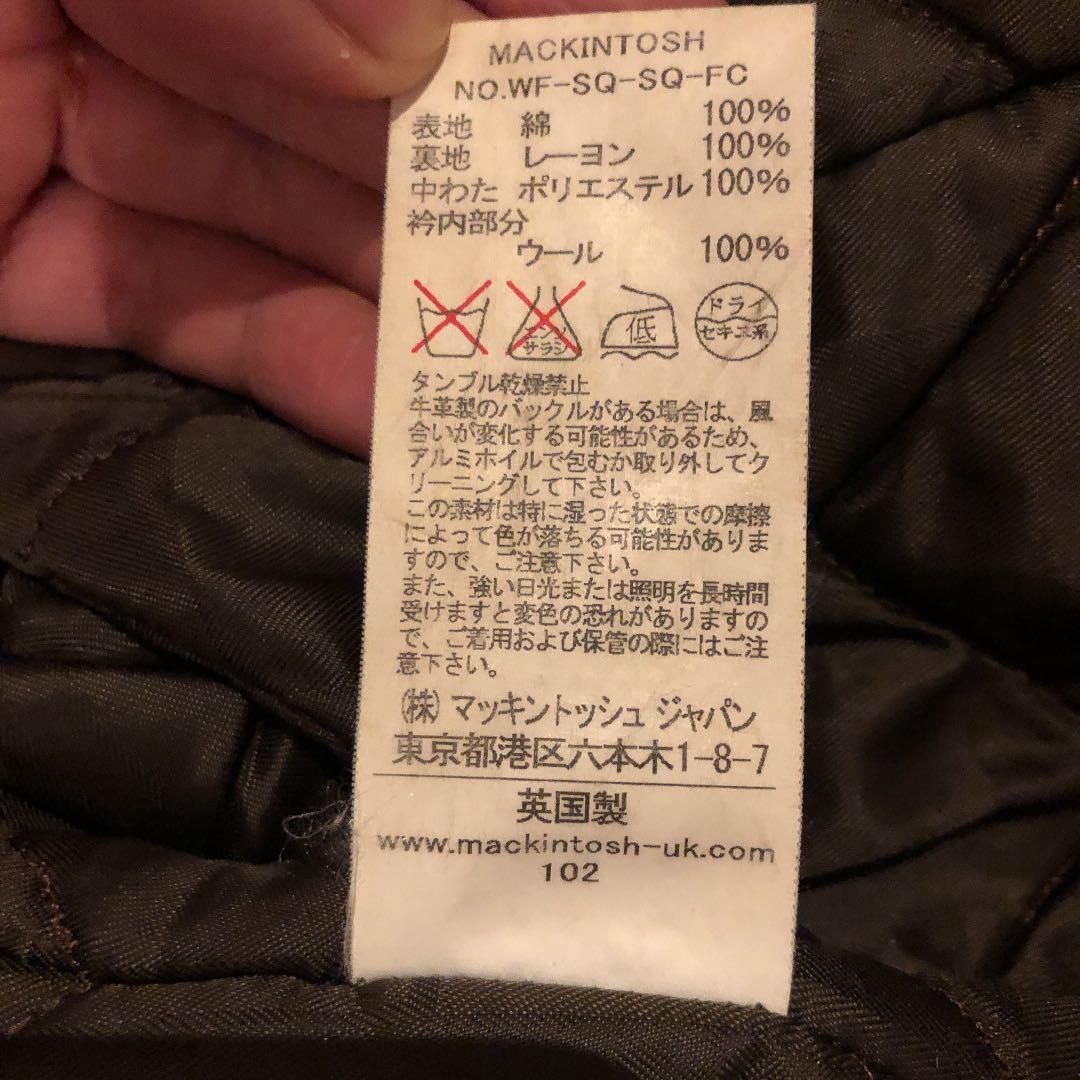 MACKINTOSH
NO.WF-SQ-SQ-FC
表地 綿 100%
裏地 レーヨン 100%
中わた ポリエステル 100%
衿内部分
ウール 100%
エンソ サラシ 低 ドライ セキユ系
タンブル乾燥禁止
牛革製のバックルがある場合は、風
合いが変化する可能性があるため、
アルミホイルで包むか取り外してク
リーニングして下さい。
この素材は特に湿った状態での摩擦
によって色が落ちる可能性がありま
すので、ご注意下さい。
また、強い日光または照明を長時間
受けますと変色の恐れがありますの
で、ご着用および保管の際にはご注
意下さい。
㈱ マッキントッシュ ジャパン
東京都港区六本木1-8-7
英国製
www.mackintosh-uk.com
102